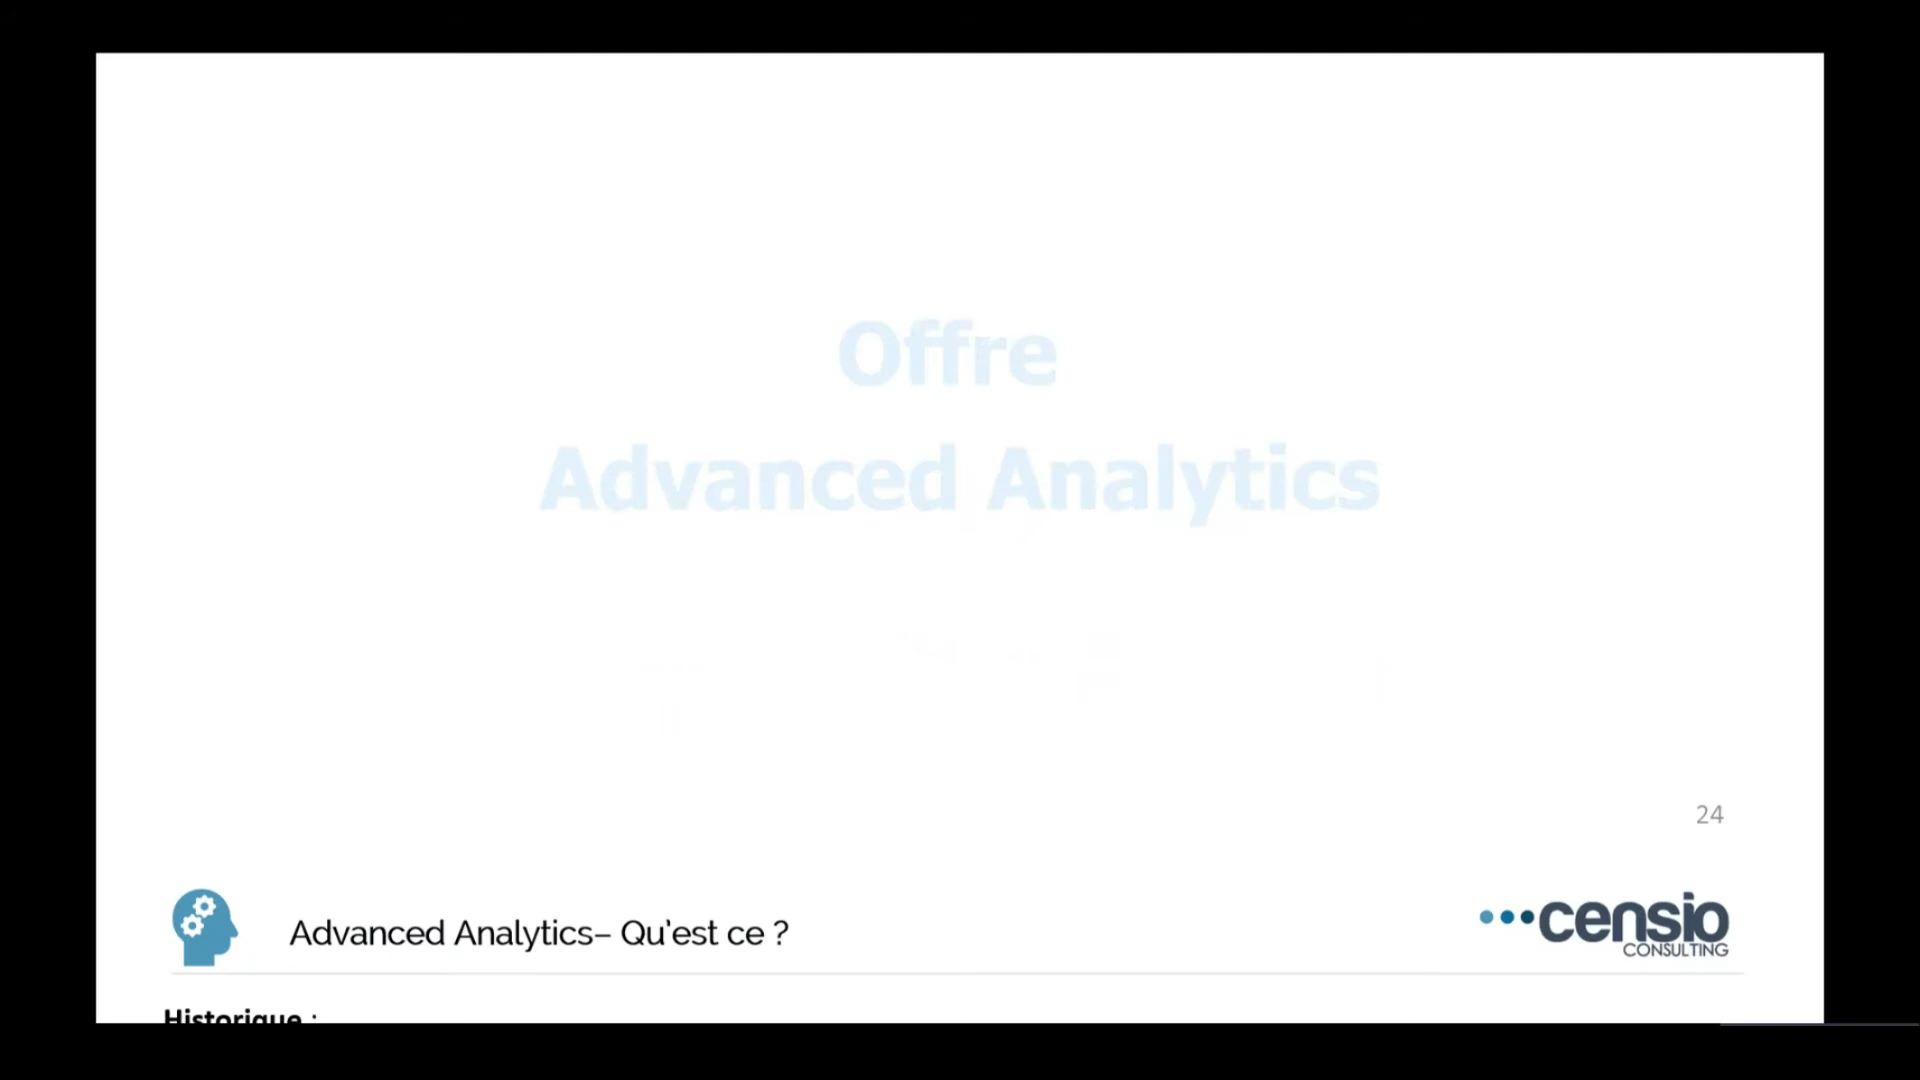 Offre
Advanced Analytics
24
Advanced Analytics– Qu'est ce ?
censio
CONSULTING
Historique :